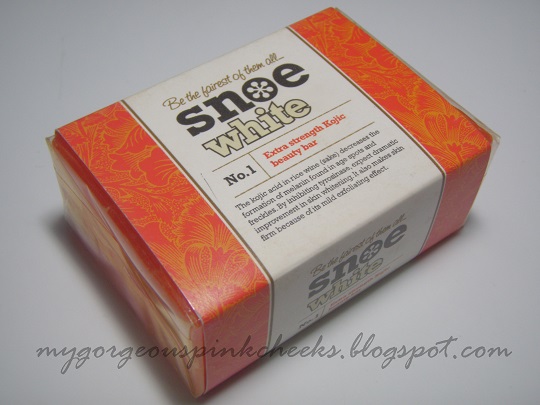 Be the fairest of them all...
snoe
white
No.1
Extra strength Kojic
beauty bar
The kojic acid in rice wine (sake) decreases the
formation of melanin found in age spots and
freckles. By inhibiting tyrosinase, expect dramatic
improvement in skin whitening. It also makes skin
firm because of its mild exfoliating effect.
Be the fairest of them all...
snoe
white
No.1
mygorgeouspinkcheeks.blogspot.com